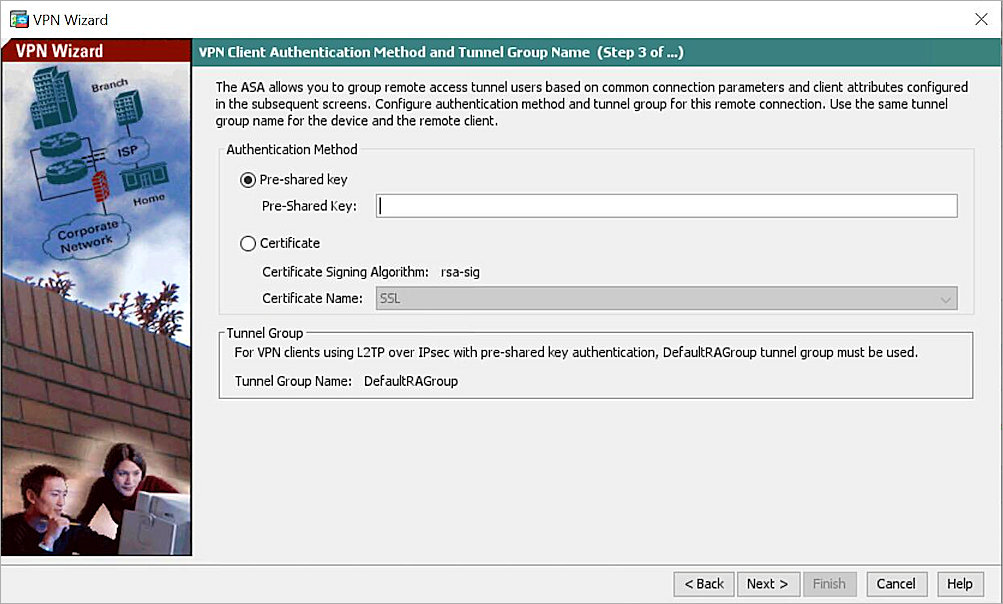 VPN Wizard
VPN Wizard
VPN Client Authentication Method and Tunnel Group Name (Step 3 of ...)
Branch
ISP
Home
Corporate
Network
The ASA allows you to group remote access tunnel users based on common connection parameters and client attributes configured
in the subsequent screens. Configure authentication method and tunnel group for this remote connection. Use the same tunnel
group name for the device and the remote client.
Authentication Method
Pre-shared key
Pre-Shared Key:
Certificate
Certificate Signing Algorithm: rsa-sig
Certificate Name: SSL
Tunnel Group
For VPN clients using L2TP over IPsec with pre-shared key authentication, DefaultRAGroup tunnel group must be used.
Tunnel Group Name: DefaultRAGroup
< Back Next > Finish Cancel Help